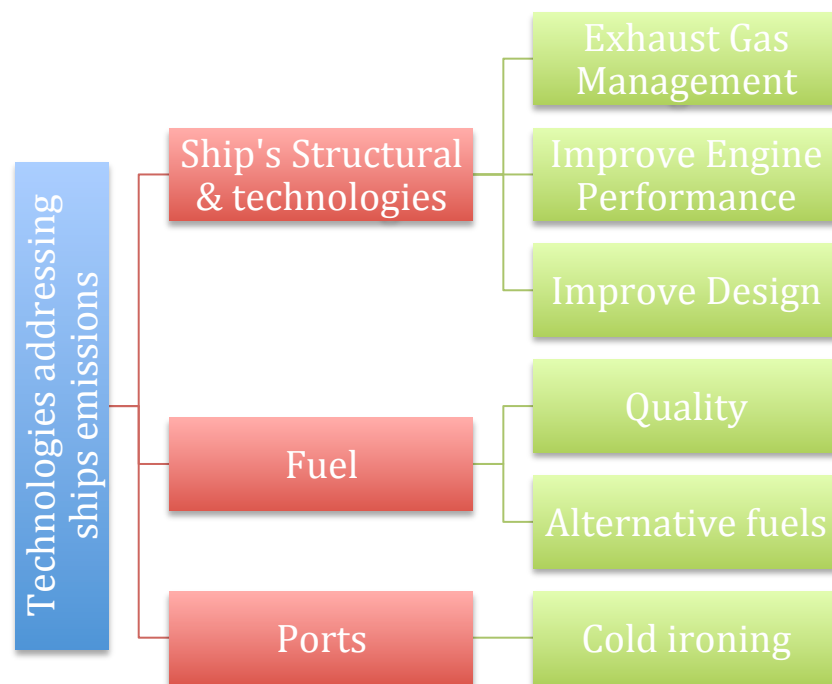 Technologies addressing
ships emissions
Ship's Structural
& technologies
Exhaust Gas
Management
Improve Engine
Performance
Improve Design
Fuel
Quality
Alternative fuels
Ports
Cold ironing